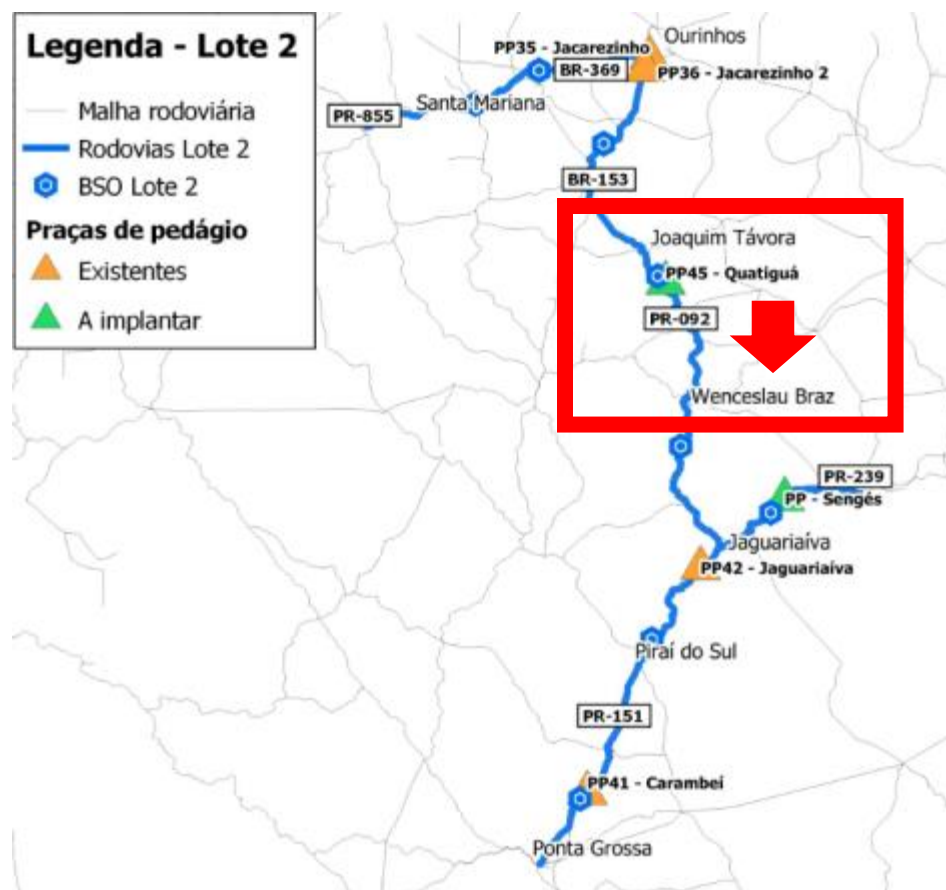 Legenda - Lote 2
Malha rodoviária
Rodovias Lote 2
BSO Lote 2
Praças de pedágio
Existentes
A implantar
Ourinhos
PP35 - Jacarezinho
BR-369
PP36 - Jacarezinho 2
Santa Mariana
PR-855
BR-153
Joaquim Távora
PP45 - Quatiguá
PR-092
Wenceslau Braz
PR-239
PP - Sengés
Jaguariaíva
PP42 - Jaguariaíva
Piraí do Sul
PR-151
PP41 - Carambeí
Ponta Grossa